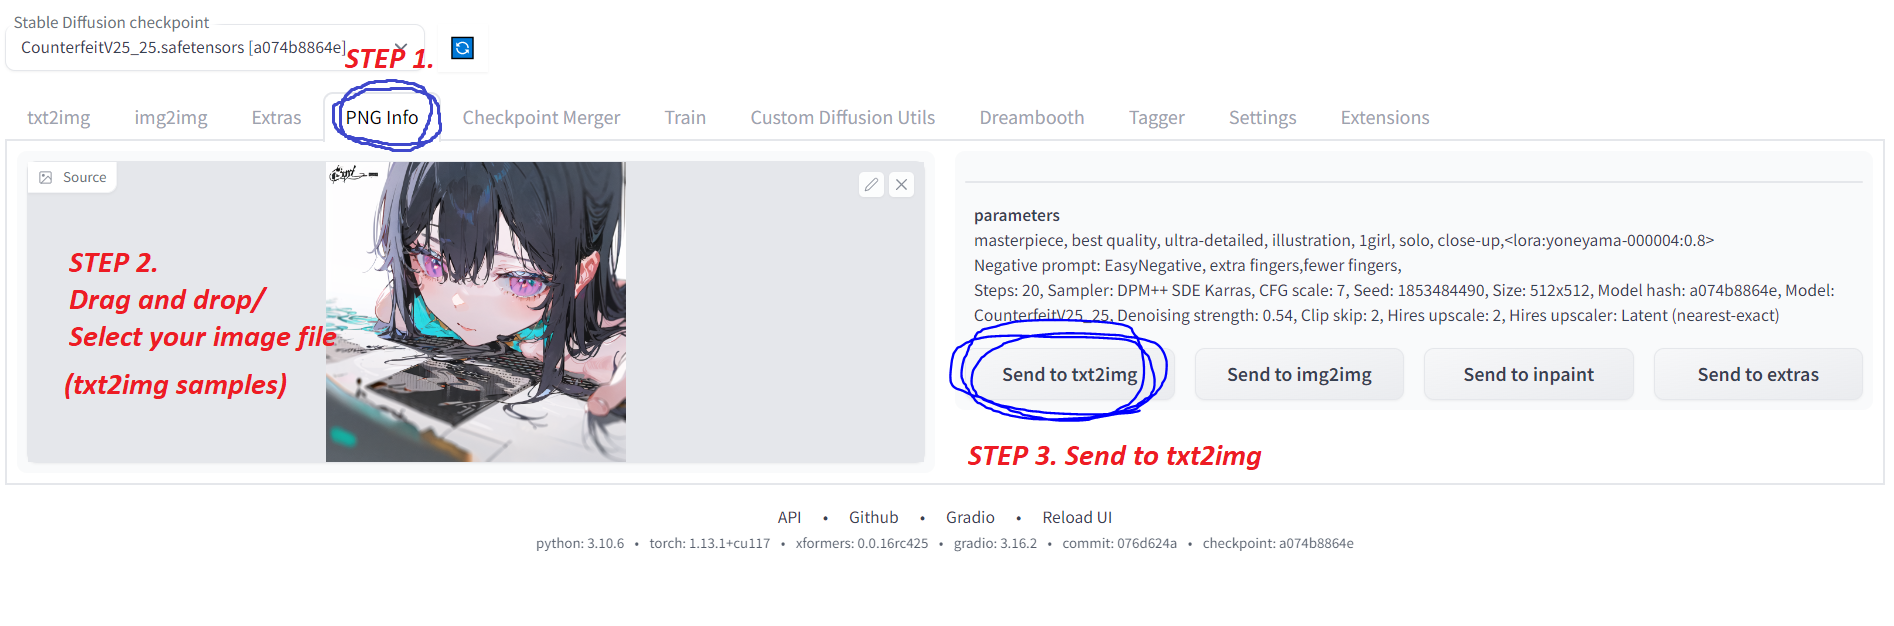 Stable Diffusion checkpoint
CounterfeitV25_25.safetensors [a074b8864e]
STEP 1.
txt2img
img2img
Extras
PNG Info
Checkpoint Merger
Train
Custom Diffusion Utils
Dreambooth
Tagger
Settings
Extensions
Source
STEP 2.
Drag and drop/
Select your image file
(txt2img samples)
parameters
masterpiece, best quality, ultra-detailed, illustration, 1girl, solo, close-up,<lora:yoneyama-000004:0.8>
Negative prompt: EasyNegative, extra fingers,fewer fingers,
Steps: 20, Sampler: DPM++ SDE Karras, CFG scale: 7, Seed: 1853484490, Size: 512x512, Model hash: a074b8864e, Model:
CounterfeitV25_25, Denoising strength: 0.54, Clip skip: 2, Hires upscale: 2, Hires upscaler: Latent (nearest-exact)
Send to txt2img
Send to img2img
Send to inpaint
Send to extras
STEP 3. Send to txt2img
API • Github • Gradio • Reload UI
python: 3.10.6 • torch: 1.13.1+cu117 • xformers: 0.0.16rc425 • gradio: 3.16.2 • commit: 076d624a • checkpoint: a074b8864e